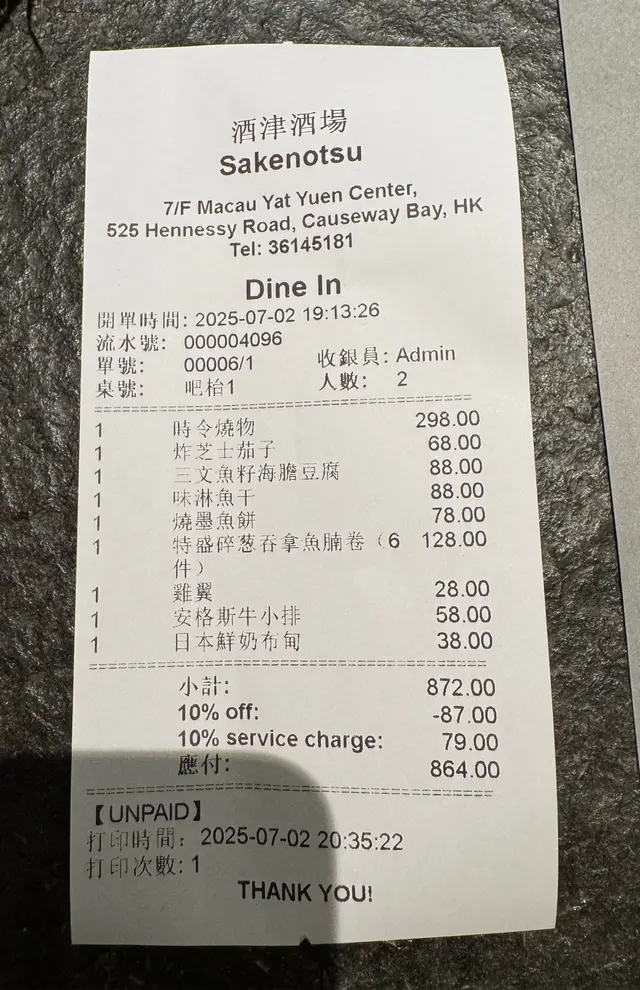 酒津酒場
Sakenotsu
7/F Macau Yat Yuen Center,
525 Hennessy Road, Causeway Bay, HK
Tel: 36145181
Dine In
開單時間: 2025-07-02 19:13:26
流水號: 000004096
單號: 00006/1 收銀員: Admin
桌號: 吧枱1 人數: 2
1 時令燒物 298.00
1 炸芝士茄子 68.00
1 三文魚籽海膽豆腐 88.00
1 味淋魚干 88.00
1 燒墨魚餅 78.00
1 特盛碎葱吞拿魚腩卷（6 128.00
件）
1 雞翼 28.00
1 安格斯牛小排 58.00
1 日本鮮奶布甸 38.00
小計: 872.00
10% off: -87.00
10% service charge: 79.00
應付: 864.00
【UNPAID】
打印時間: 2025-07-02 20:35:22
打印次數: 1
THANK YOU!